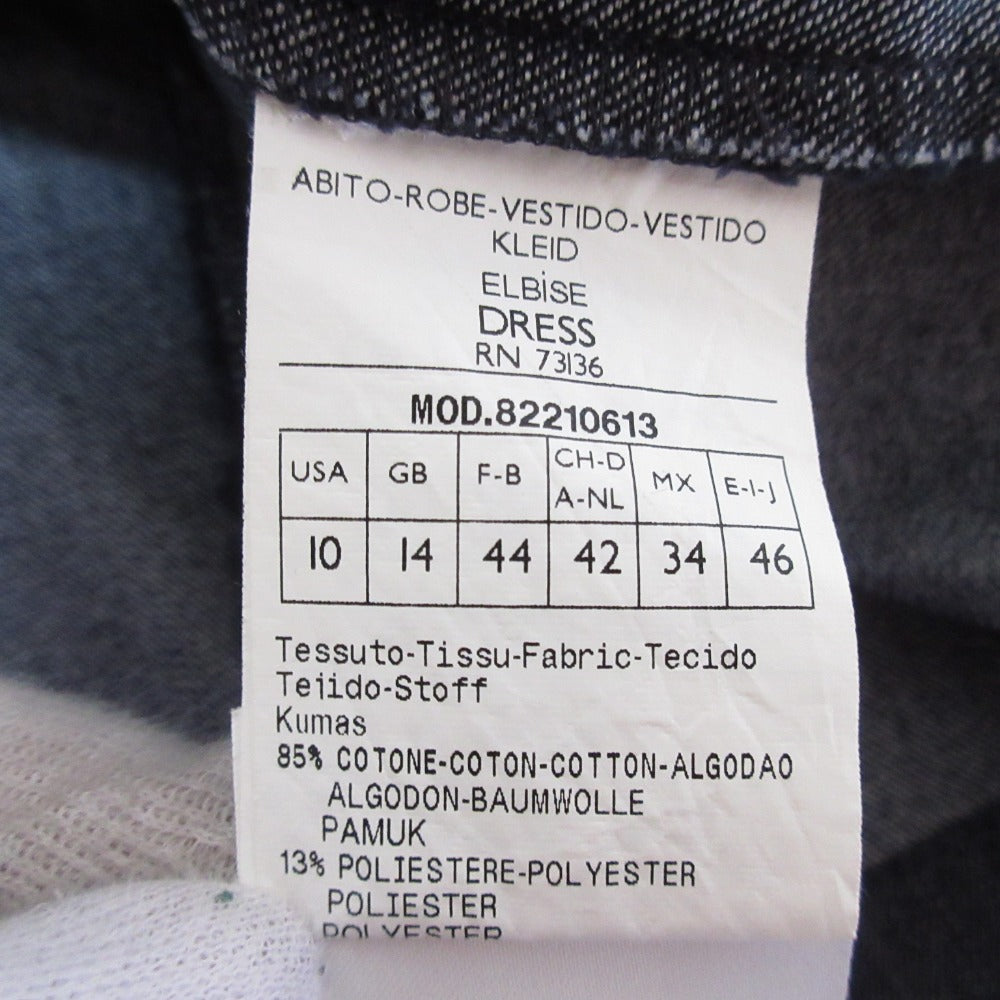 ABITO-ROBE-VESTIDO-VESTIDO
KLEID
ELBİSE
DRESS
RN 73136
MOD.82210613
USA GB F-B CH-D A-NL MX E-I-J
10 14 44 42 34 46
Tessuto-Tissu-Fabric-Tecido
Tejido-Stoff
Kumas
85% COTONE-COTON-COTTON-ALGODAO
ALGODON-BAUMWOLLE
PAMUK
13% POLIESTERE-POLYESTER
POLIESTER
POLYESTER